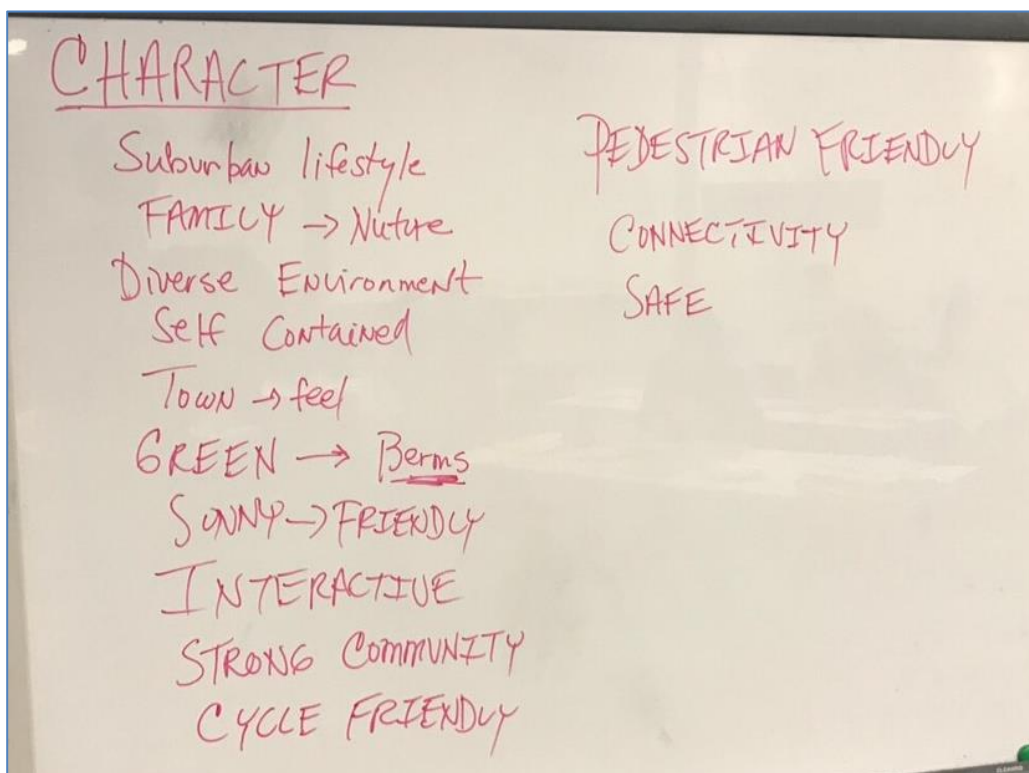 CHARACTER
Suburban lifestyle
FAMILY → Nuture
Diverse Environment
Self Contained
Town → feel
GREEN → Berms
SUNNY → FRIENDLY
INTERACTIVE
STRONG COMMUNITY
CYCLE FRIENDLY
PEDESTRIAN FRIENDLY
CONNECTIVITY
SAFE